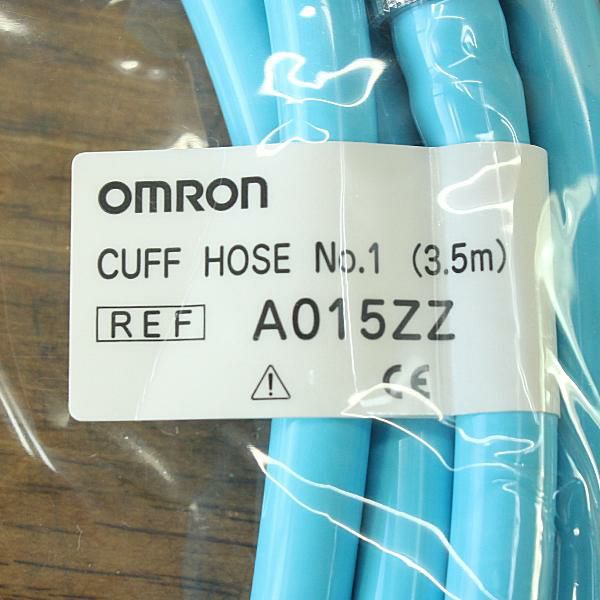 OMRON
CUFF HOSE No.1 (3.5m)
REF A015ZZ
CE